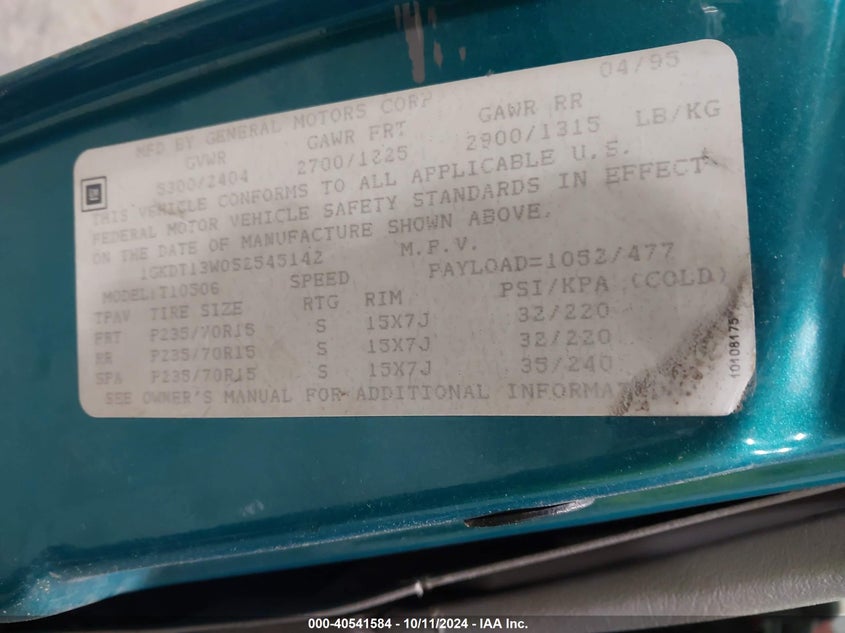 04/95
MFD BY GENERAL MOTORS CORP
GVWR GAWR FRT GAWR RR
5300/2404 2700/1225 2900/1315 LB/KG
GM
THIS VEHICLE CONFORMS TO ALL APPLICABLE U.S.
FEDERAL MOTOR VEHICLE SAFETY STANDARDS IN EFFECT
ON THE DATE OF MANUFACTURE SHOWN ABOVE.
1GKDT13W0S2545142 M.P.V.
MODEL:T10506 SPEED PAYLOAD=1052/477
TPAV TIRE SIZE RTG RIM PSI/KPA (COLD)
FRT P235/70R15 S 15X7J 32/220
RR P235/70R15 S 15X7J 32/220
SPA P235/70R15 S 15X7J 35/240
SEE OWNER'S MANUAL FOR ADDITIONAL
10108175
000-40541584 - 10/11/2024 - IAA Inc.